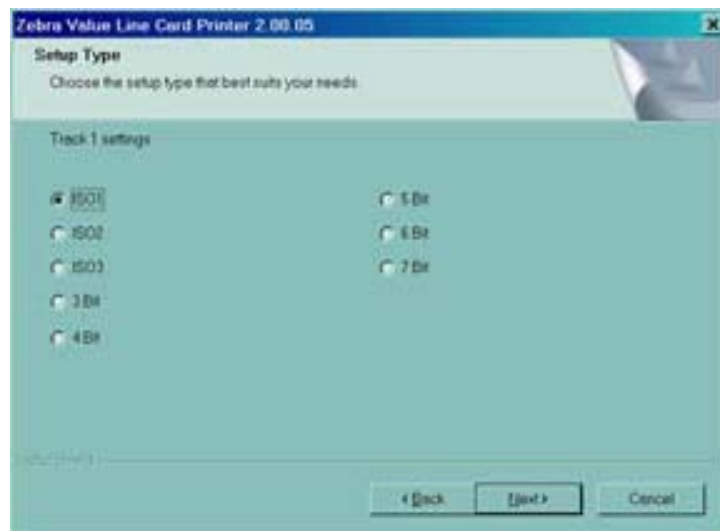 Zebra Value Line Card Printer 2.00.05
Setup Type
Choose the setup type that best suits your needs
Track 1 settings
ISO1
ISO2
ISO3
3 Bit
4 Bit
5 Bit
6 Bit
7 Bit
< Back
Next >
Cancel